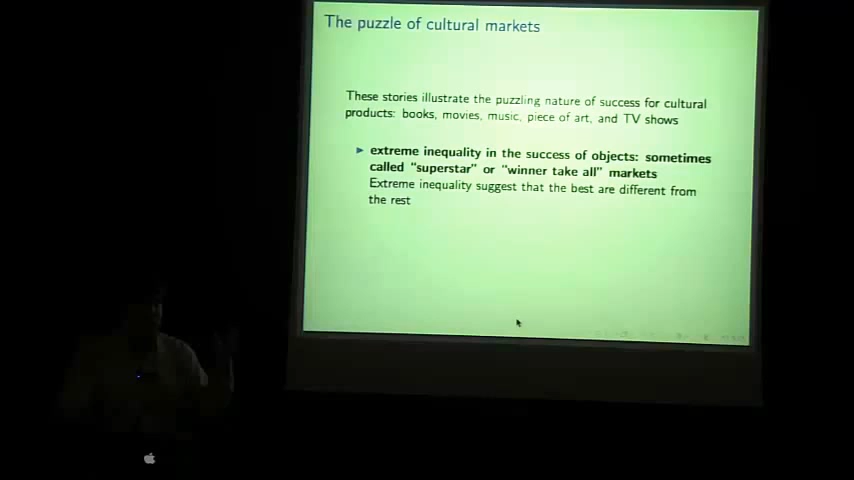 The puzzle of cultural markets
These stories illustrate the puzzling nature of success for cultural
products: books, movies, music, piece of art, and TV shows
extreme inequality in the success of objects: sometimes
called "superstar" or "winner take all" markets
Extreme inequality suggest that the best are different from
the rest